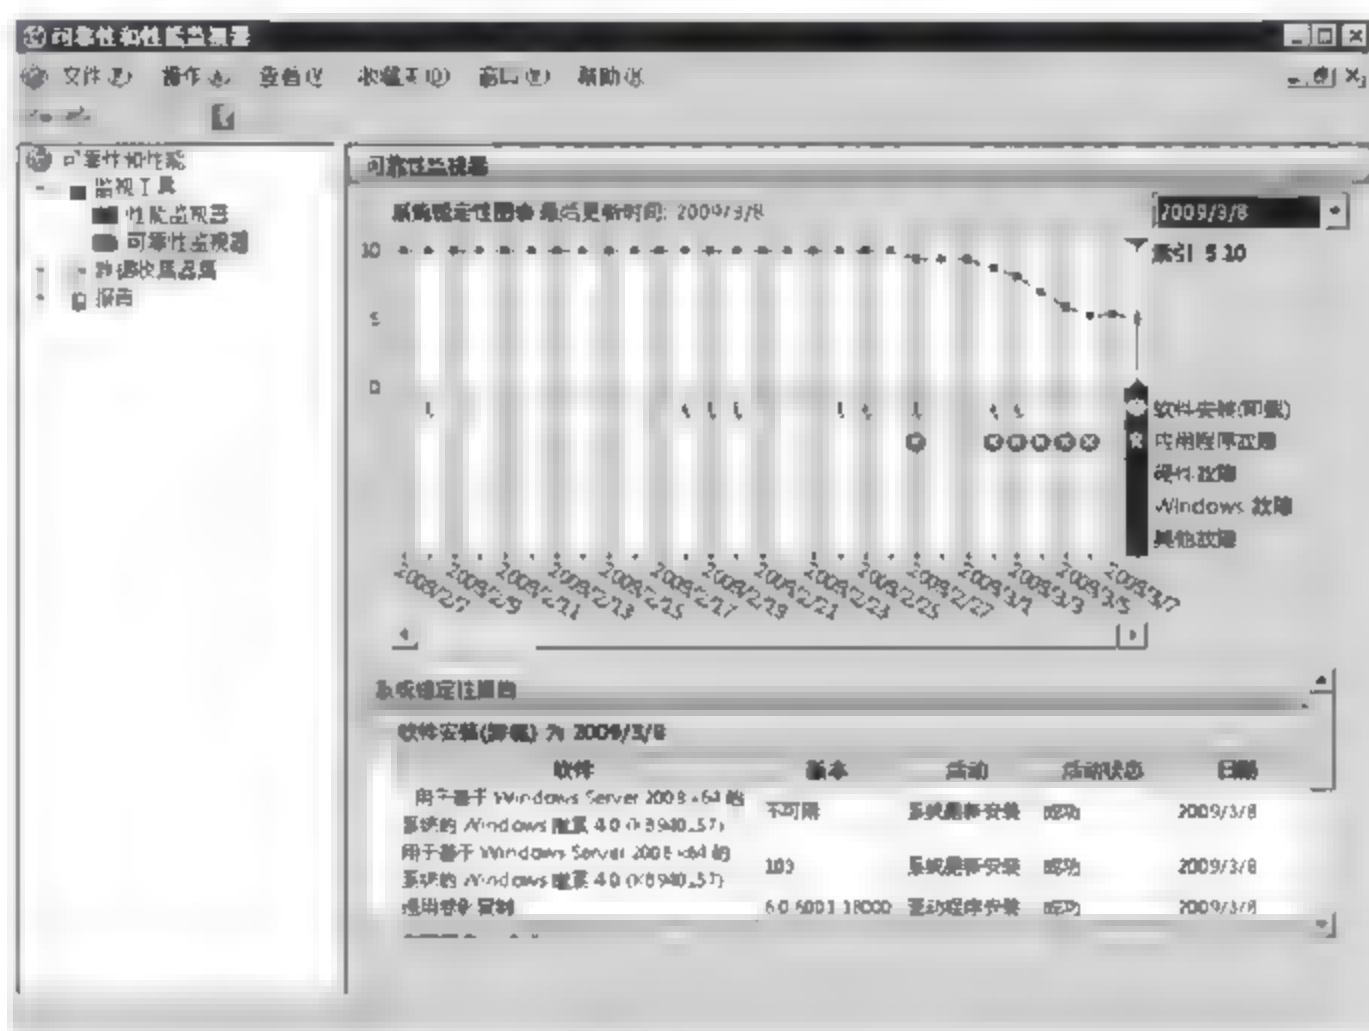 可靠性和性能监视器
文件(F) 操作(A) 查看(V) 收藏夹(O) 窗口(W) 帮助(H)
可靠性和性能
监视工具
性能监视器
可靠性监视器
数据收集器集
报告
可靠性监视器
系统稳定性图表 最后更新时间: 2009/3/8
2009/3/8
索引 5.10
10
5
0
软件安装(卸载)
应用程序故障
硬件故障
Windows 故障
其他故障
2009/2/7 2009/2/9 2009/2/11 2009/2/13 2009/2/15 2009/2/17 2009/2/19 2009/2/21 2009/2/23 2009/2/25 2009/2/27 2009/3/1 2009/3/3 2009/3/5 2009/3/7
系统稳定性报告
软件安装(卸载) 为 2009/3/8
软件 版本 活动 活动状态 日期
用于基于 Windows Server 2008 x64 的 不可用 系统更新安装 成功 2009/3/8
系统的 Windows 4.0
用于基于 Windows Server 2008 x64 的 103 系统更新安装 成功 2009/3/8
系统的 Windows 4.0
通用卷影复制 6.0.6001.18000 驱动程序安装 成功 2009/3/8